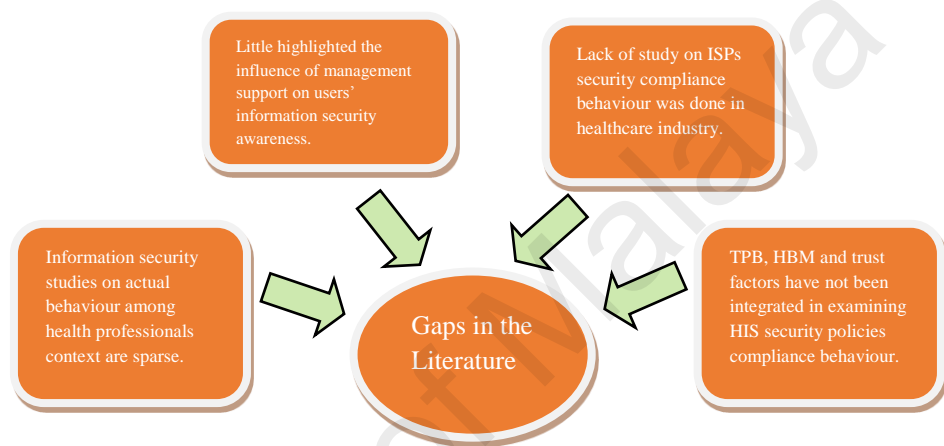 Little highlighted the
influence of management
support on users'
information security
awareness.
Lack of study on ISPs
security compliance
behaviour was done in
healthcare industry.
Information security
studies on actual
behaviour among
health professionals
context are sparse.
TPB, HBM and trust
factors have not been
integrated in examining
HIS security policies
compliance behaviour.
Gaps in the
Literature
of Malaya